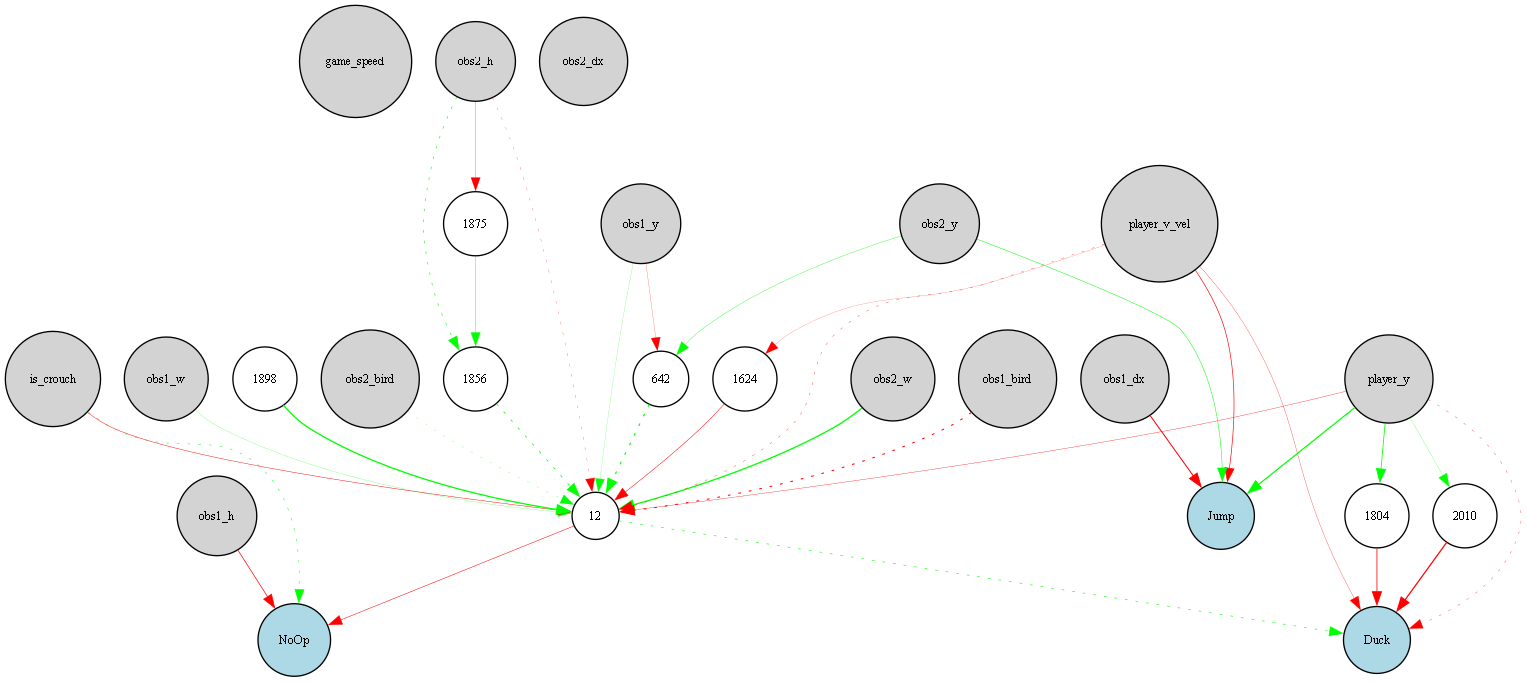 game_speed
obs2_h
obs2_dx
1875
obs1_y
obs2_y
player_v_vel
is_crouch
obs1_w
1898
obs2_bird
1856
642
1624
obs2_w
obs1_bird
obs1_dx
player_y
obs1_h
12
Jump
1804
2010
NoOp
Duck